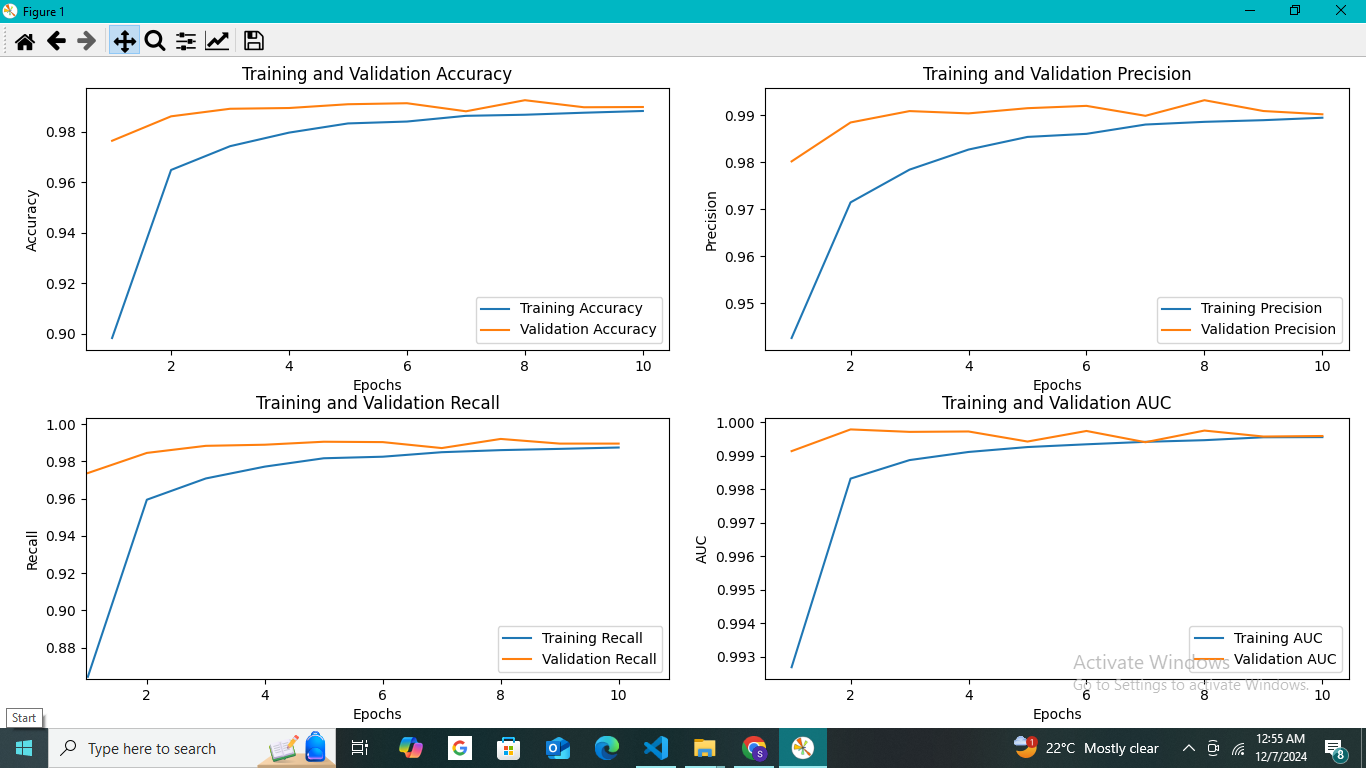 Figure 1
Training and Validation Accuracy
Accuracy
0.98
0.96
0.94
0.92
0.90
Training Accuracy
Validation Accuracy
2 4 6 8 10
Epochs
Training and Validation Precision
Precision
0.99
0.98
0.97
0.96
0.95
Training Precision
Validation Precision
2 4 6 8 10
Epochs
Training and Validation Recall
Recall
1.00
0.98
0.96
0.94
0.92
0.90
0.88
Training Recall
Validation Recall
2 4 6 8 10
Epochs
Training and Validation AUC
AUC
1.000
0.999
0.998
0.997
0.996
0.995
0.994
0.993
Training AUC
Validation AUC
2 4 6 8 10
Epochs
Activate Windows
Go to Settings to activate Windows.
Start
Type here to search
G
S
1
22°C Mostly clear
12:55 AM
12/7/2024
8